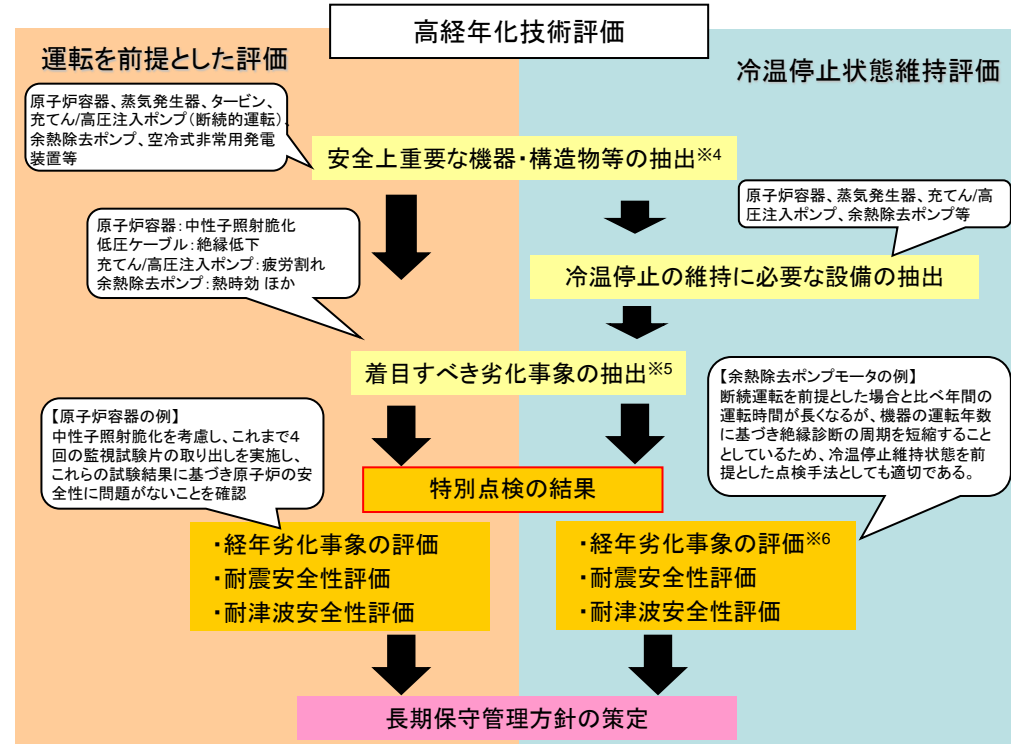 高経年化技術評価
運転を前提とした評価
冷温停止状態維持評価
原子炉容器、蒸気発生器、タービン、
充てん/高圧注入ポンプ(断続的運転)、
余熱除去ポンプ、空冷式非常用発電
装置等
安全上重要な機器・構造物等の抽出※4
原子炉容器、蒸気発生器、充てん/高
圧注入ポンプ、余熱除去ポンプ等
原子炉容器:中性子照射脆化
低圧ケーブル:絶縁低下
充てん/高圧注入ポンプ:疲労割れ
余熱除去ポンプ:熱時効 ほか
冷温停止の維持に必要な設備の抽出
着目すべき劣化事象の抽出※5
【余熱除去ポンプモータの例】
断続運転を前提とした場合と比べ年間の
運転時間が長くなるが、機器の運転年数
に基づき絶縁診断の周期を短縮すること
としているため、冷温停止維持状態を前
提とした点検手法としても適切である。
【原子炉容器の例】
中性子照射脆化を考慮し、これまで4
回の監視試験片の取り出しを実施し、
これらの試験結果に基づき原子炉の安
全性に問題がないことを確認
特別点検の結果
・経年劣化事象の評価
・耐震安全性評価
・耐津波安全性評価
・経年劣化事象の評価※6
・耐震安全性評価
・耐津波安全性評価
長期保守管理方針の策定